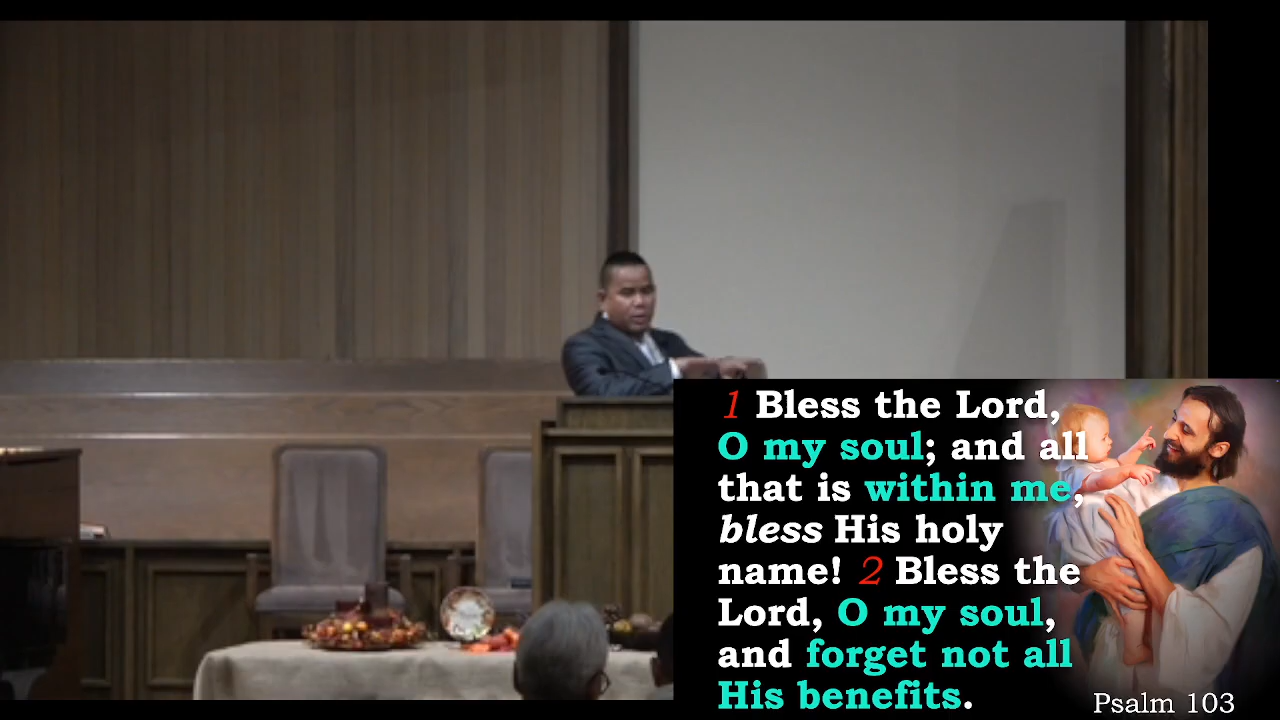 1 Bless the Lord,
O my soul; and all
that is within me,
bless His holy
name! 2 Bless the
Lord, O my soul,
and forget not all
His benefits.
Psalm 103